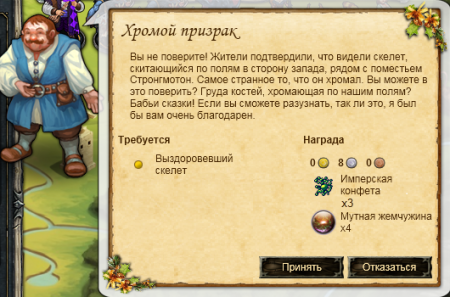 Хромой призрак
Вы не поверите! Жители подтвердили, что видели скелет,
скитающийся по полям в сторону запада, рядом с поместьем
Стронгмотон. Самое странное то, что он хромал. Вы можете в
это поверить? Груда костей, хромающая по нашим полям?
Бабьи сказки! Если вы сможете разузнать, так ли это, я был
бы вам очень благодарен.
Требуется
Выздоровевший
скелет
Награда
0 8 0
Имперская
конфета
x3
Мутная жемчужина
x4
Принять Отказаться